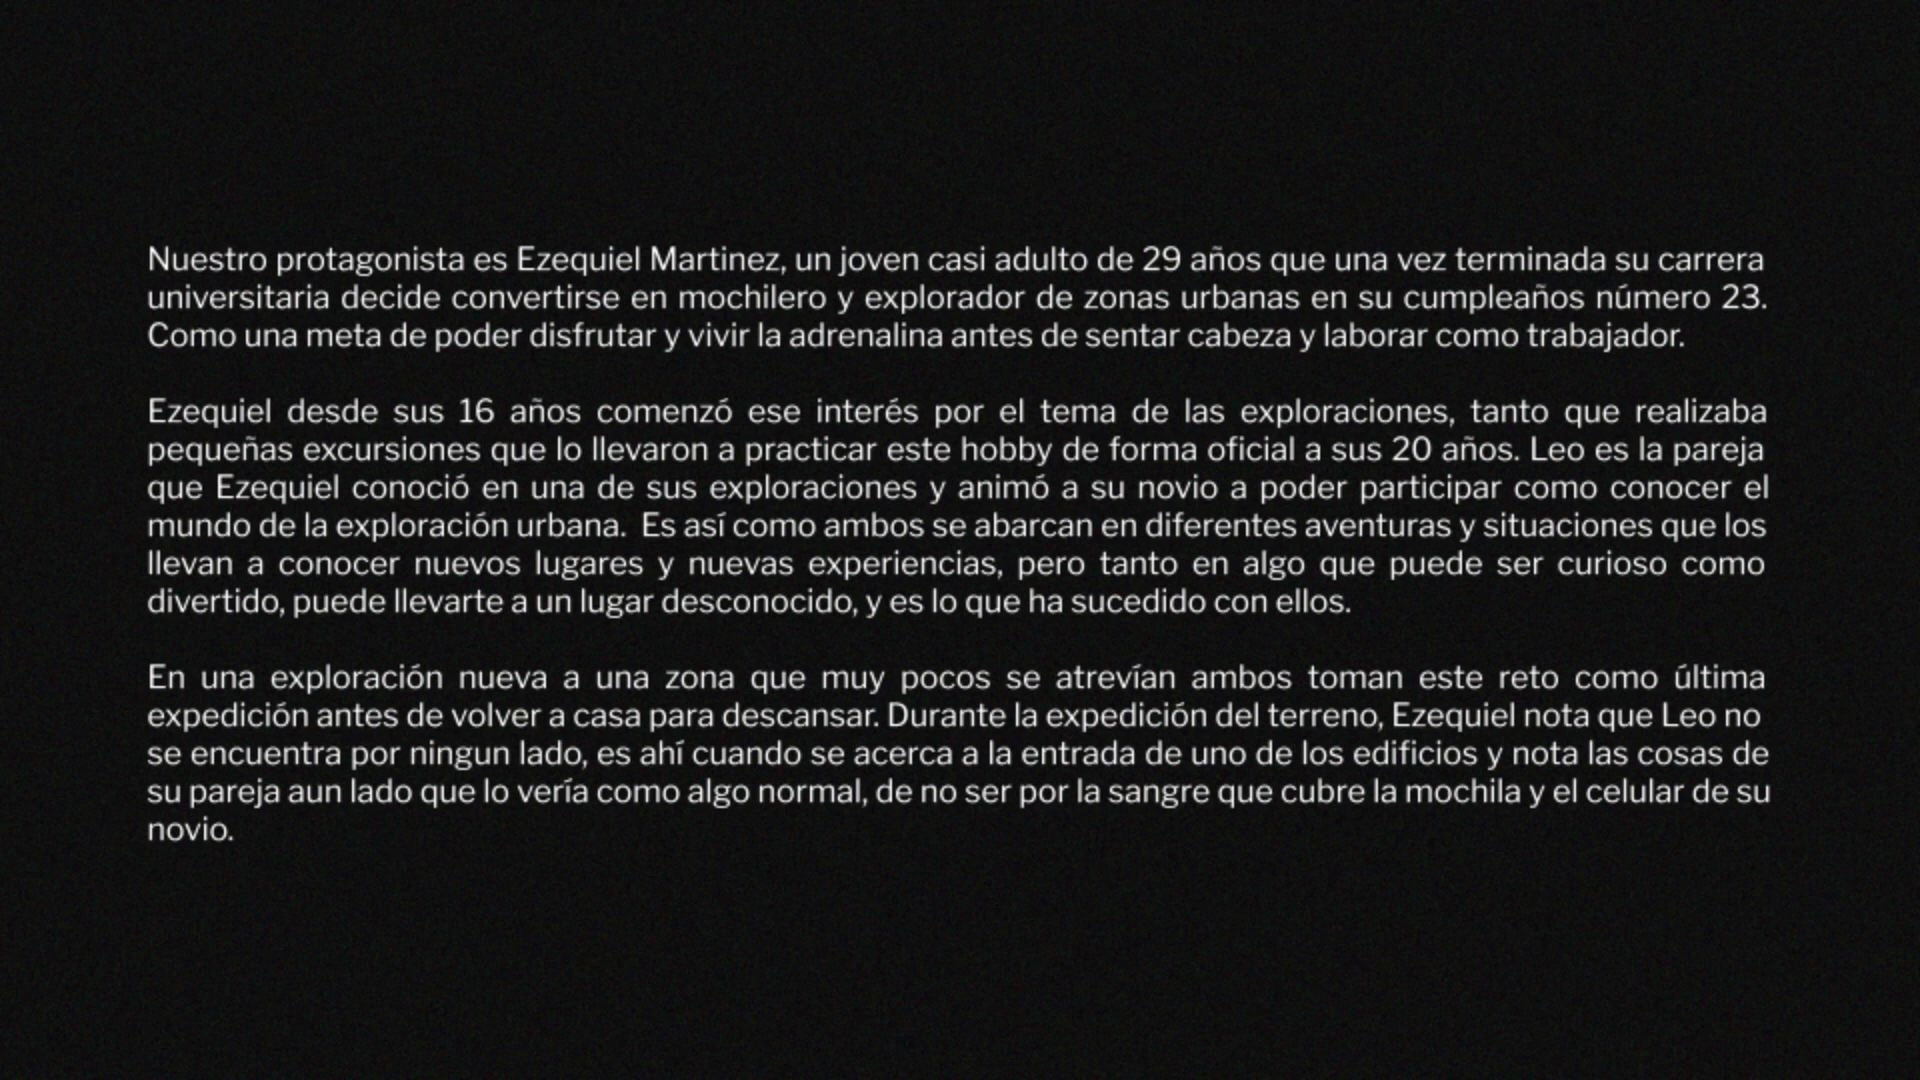 Nuestro protagonista es Ezequiel Martinez, un joven casi adulto de 29 años que una vez terminada su carrera
universitaria decide convertirse en mochilero y explorador de zonas urbanas en su cumpleaños número 23.
Como una meta de poder disfrutar y vivir la adrenalina antes de sentar cabeza y laborar como trabajador.
Ezequiel desde sus 16 años comenzó ese interés por el tema de las exploraciones, tanto que realizaba
pequeñas excursiones que lo llevaron a practicar este hobby de forma oficial a sus 20 años. Leo es la pareja
que Ezequiel conoció en una de sus exploraciones y animó a su novio a poder participar como conocer el
mundo de la exploración urbana. Es así como ambos se abarcan en diferentes aventuras y situaciones que los
llevan a conocer nuevos lugares y nuevas experiencias, pero tanto en algo que puede ser curioso como
divertido, puede llevarte a un lugar desconocido, y es lo que ha sucedido con ellos.
En una exploración nueva a una zona que muy pocos se atrevían ambos toman este reto como última
expedición antes de volver a casa para descansar. Durante la expedición del terreno, Ezequiel nota que Leo no
se encuentra por ningun lado, es ahí cuando se acerca a la entrada de uno de los edificios y nota las cosas de
su pareja aun lado que lo vería como algo normal, de no ser por la sangre que cubre la mochila y el celular de su
novio.